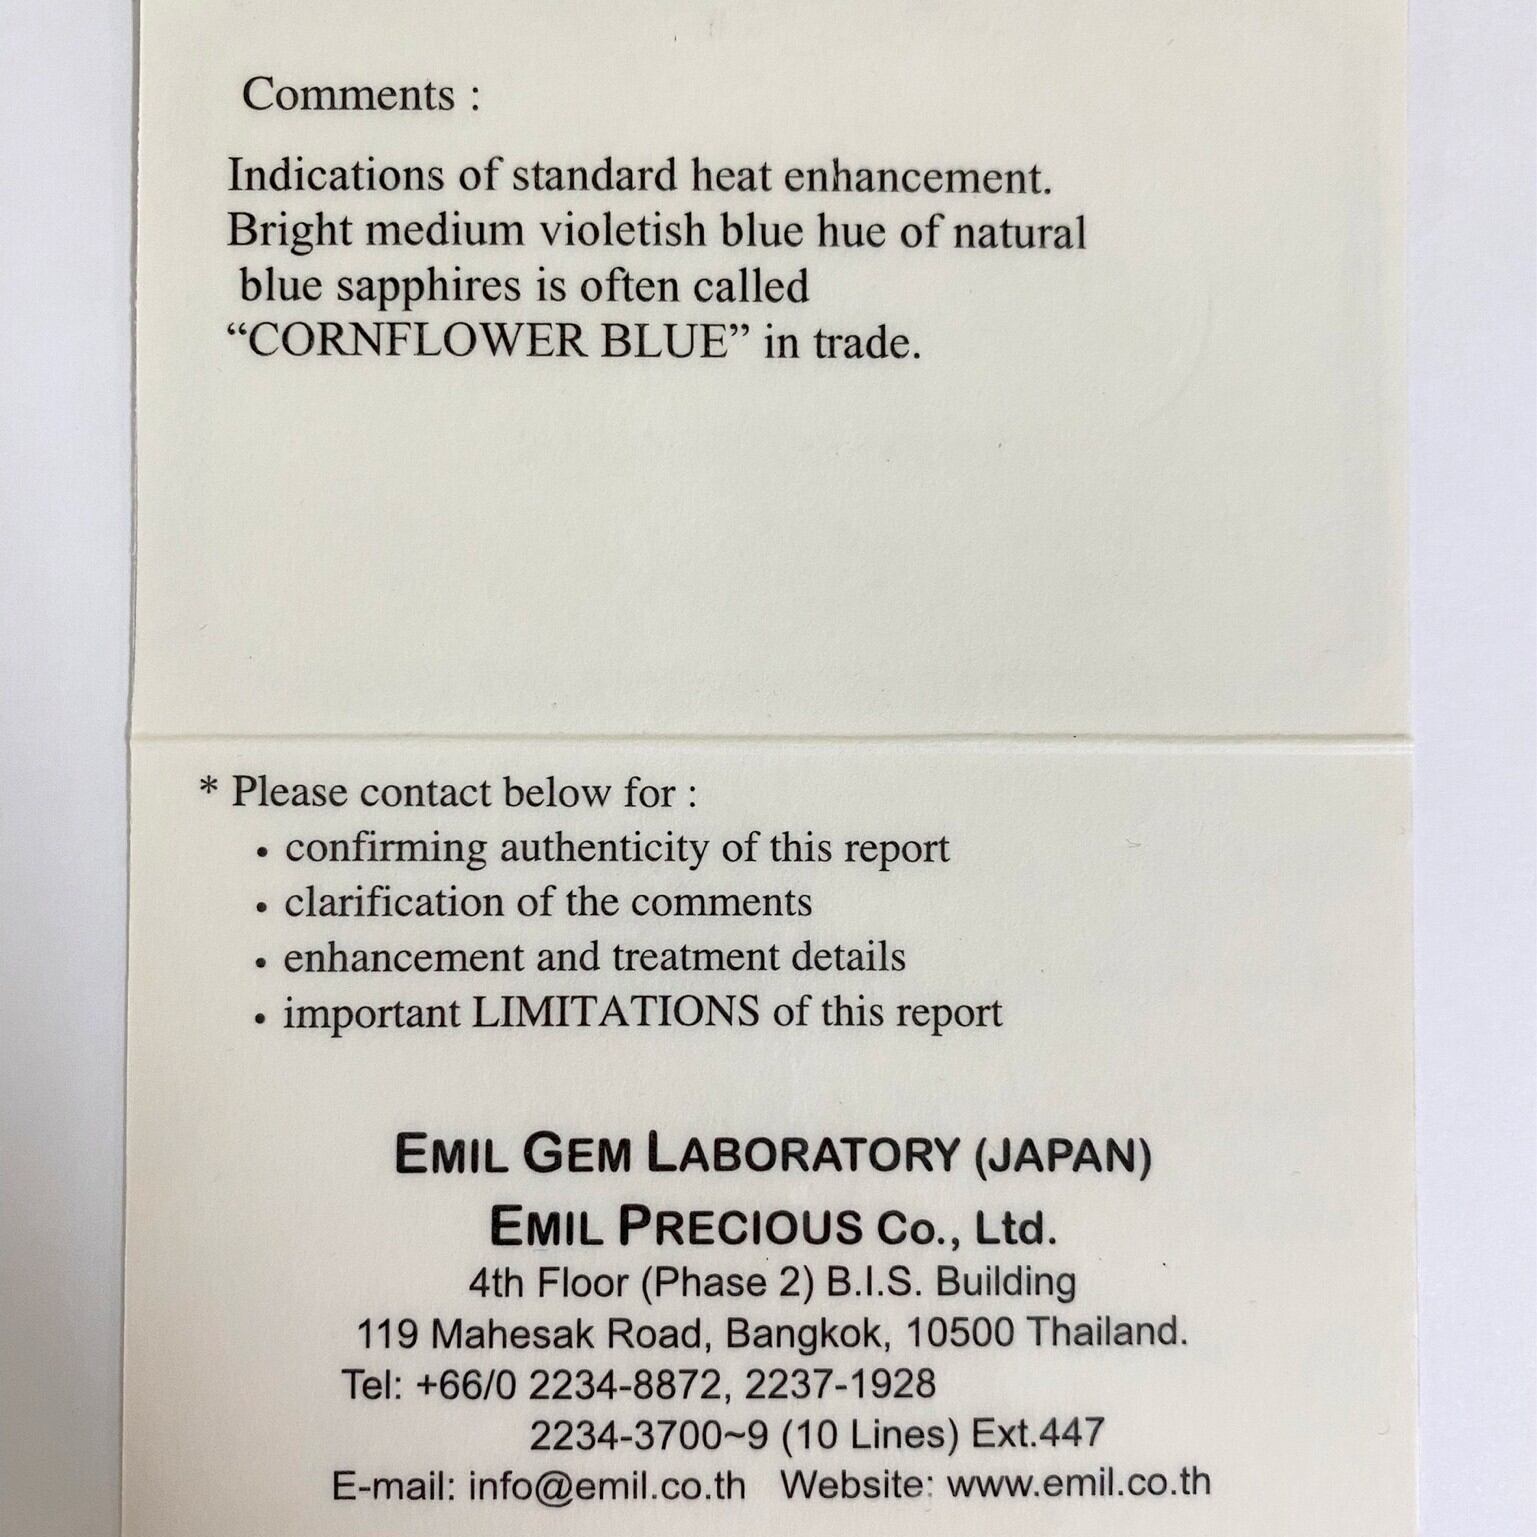 Comments :
Indications of standard heat enhancement.
Bright medium violetish blue hue of natural
blue sapphires is often called
“CORNFLOWER BLUE” in trade.
* Please contact below for :
• confirming authenticity of this report
• clarification of the comments
• enhancement and treatment details
• important LIMITATIONS of this report
EMIL GEM LABORATORY (JAPAN)
EMIL PRECIOUS Co., Ltd.
4th Floor (Phase 2) B.I.S. Building
119 Mahesak Road, Bangkok, 10500 Thailand.
Tel: +66/0 2234-8872, 2237-1928
2234-3700~9 (10 Lines) Ext.447
E-mail: info@emil.co.th Website: www.emil.co.th